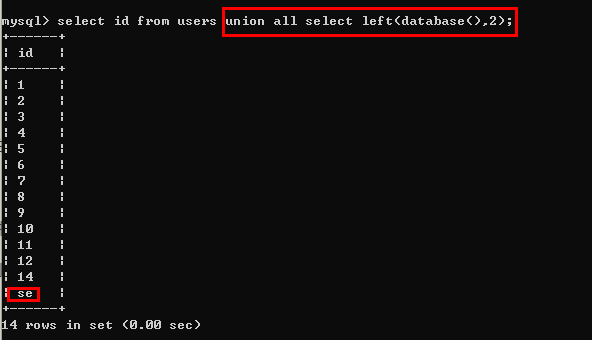 mysql> select id from users union all select left(database(),2);
+------+
| id   |
+------+
| 1    |
| 2    |
| 3    |
| 4    |
| 5    |
| 6    |
| 7    |
| 8    |
| 9    |
| 10   |
| 11   |
| 12   |
| 14   |
| se   |
+------+
14 rows in set (0.00 sec)